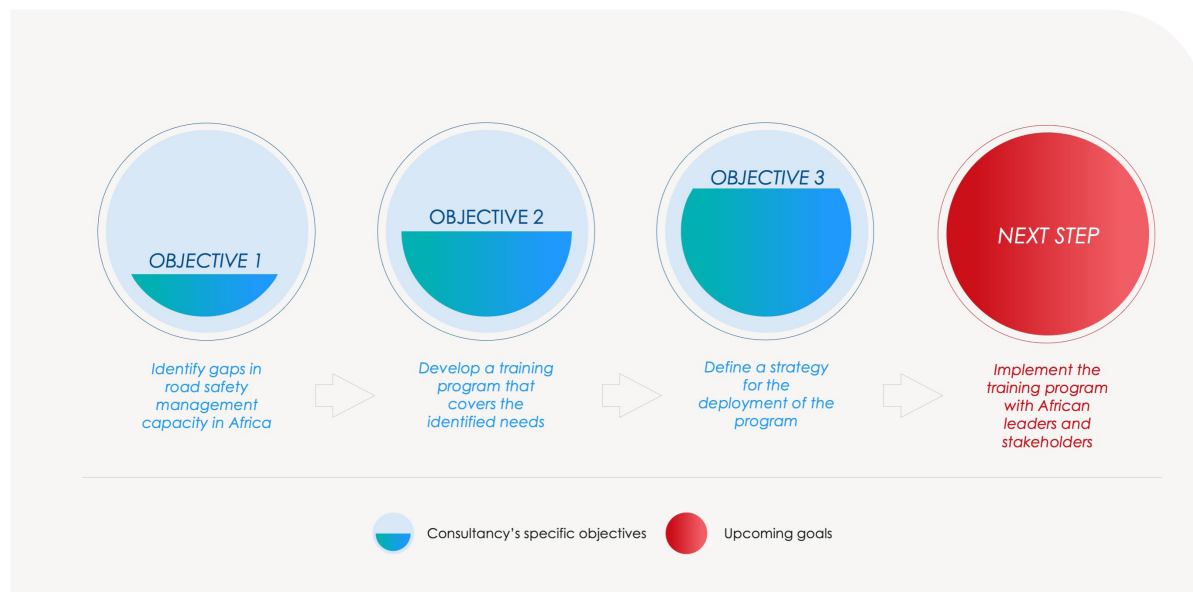 OBJECTIVE 1
OBJECTIVE 2
OBJECTIVE 3
NEXT STEP
Identify gaps in
road safety
management
capacity in Africa
Develop a training
program that
covers the
identified needs
Define a strategy
for the
deployment of the
program
Implement the
training program
with African
leaders and
stakeholders
Consultancy’s specific objectives
Upcoming goals